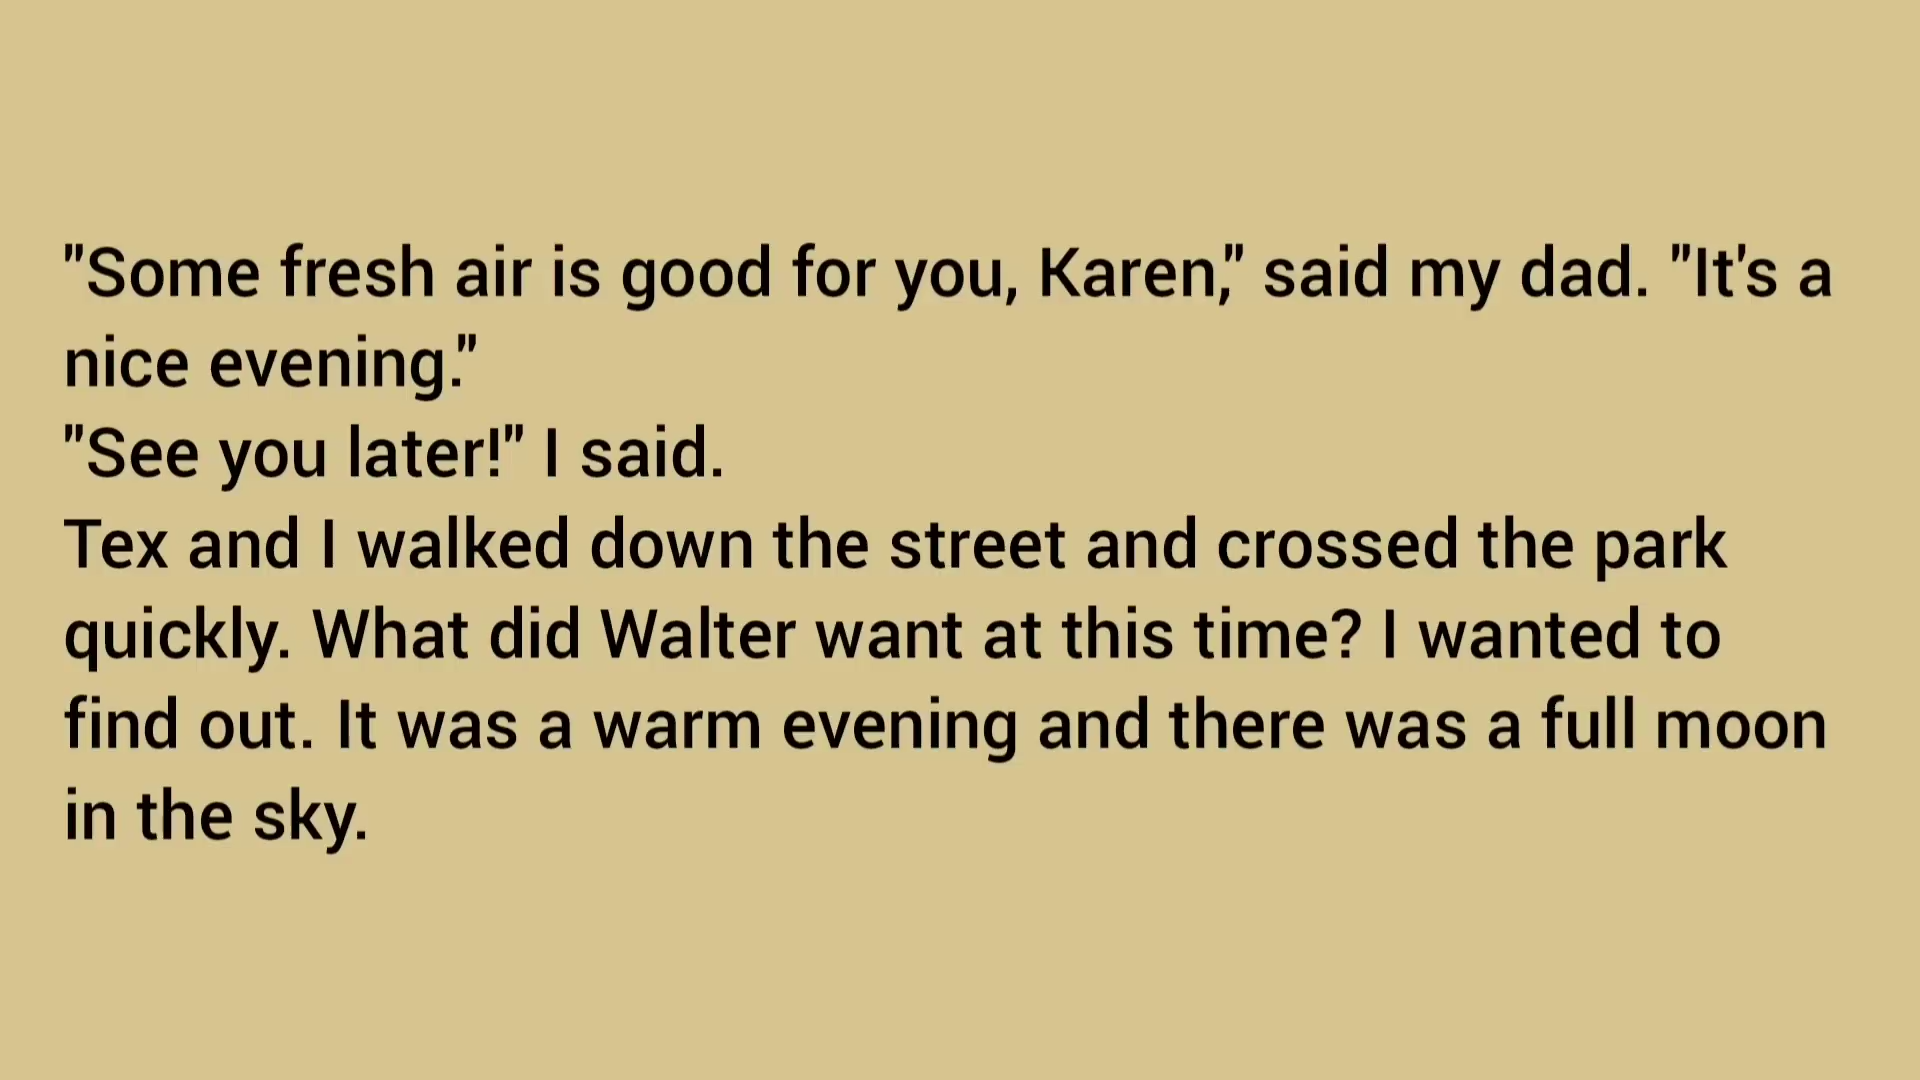 "Some fresh air is good for you, Karen," said my dad. "It's a
nice evening."
"See you later!" I said.
Tex and I walked down the street and crossed the park
quickly. What did Walter want at this time? I wanted to
find out. It was a warm evening and there was a full moon
in the sky.